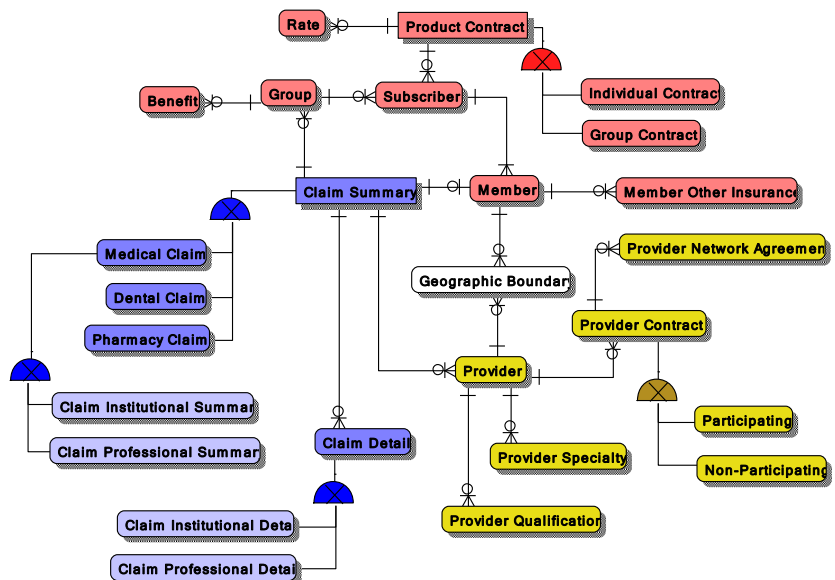 Rate
Product Contract
Individual Contrac
Benefit
Group
Subscriber
Group Contract
Claim Summary
Member
Member Other Insurance
Medical Claim
Provider Network Agreemen
Geographic Boundar
Dental Claim
Provider Contract
Pharmacy Claim
Provider
Claim Institutional Summar
Participating
Claim Detail
Claim Professional Summar
Provider Specialty
Non-Participating
Claim Institutional Deta
Provider Qualification
Claim Professional Detai